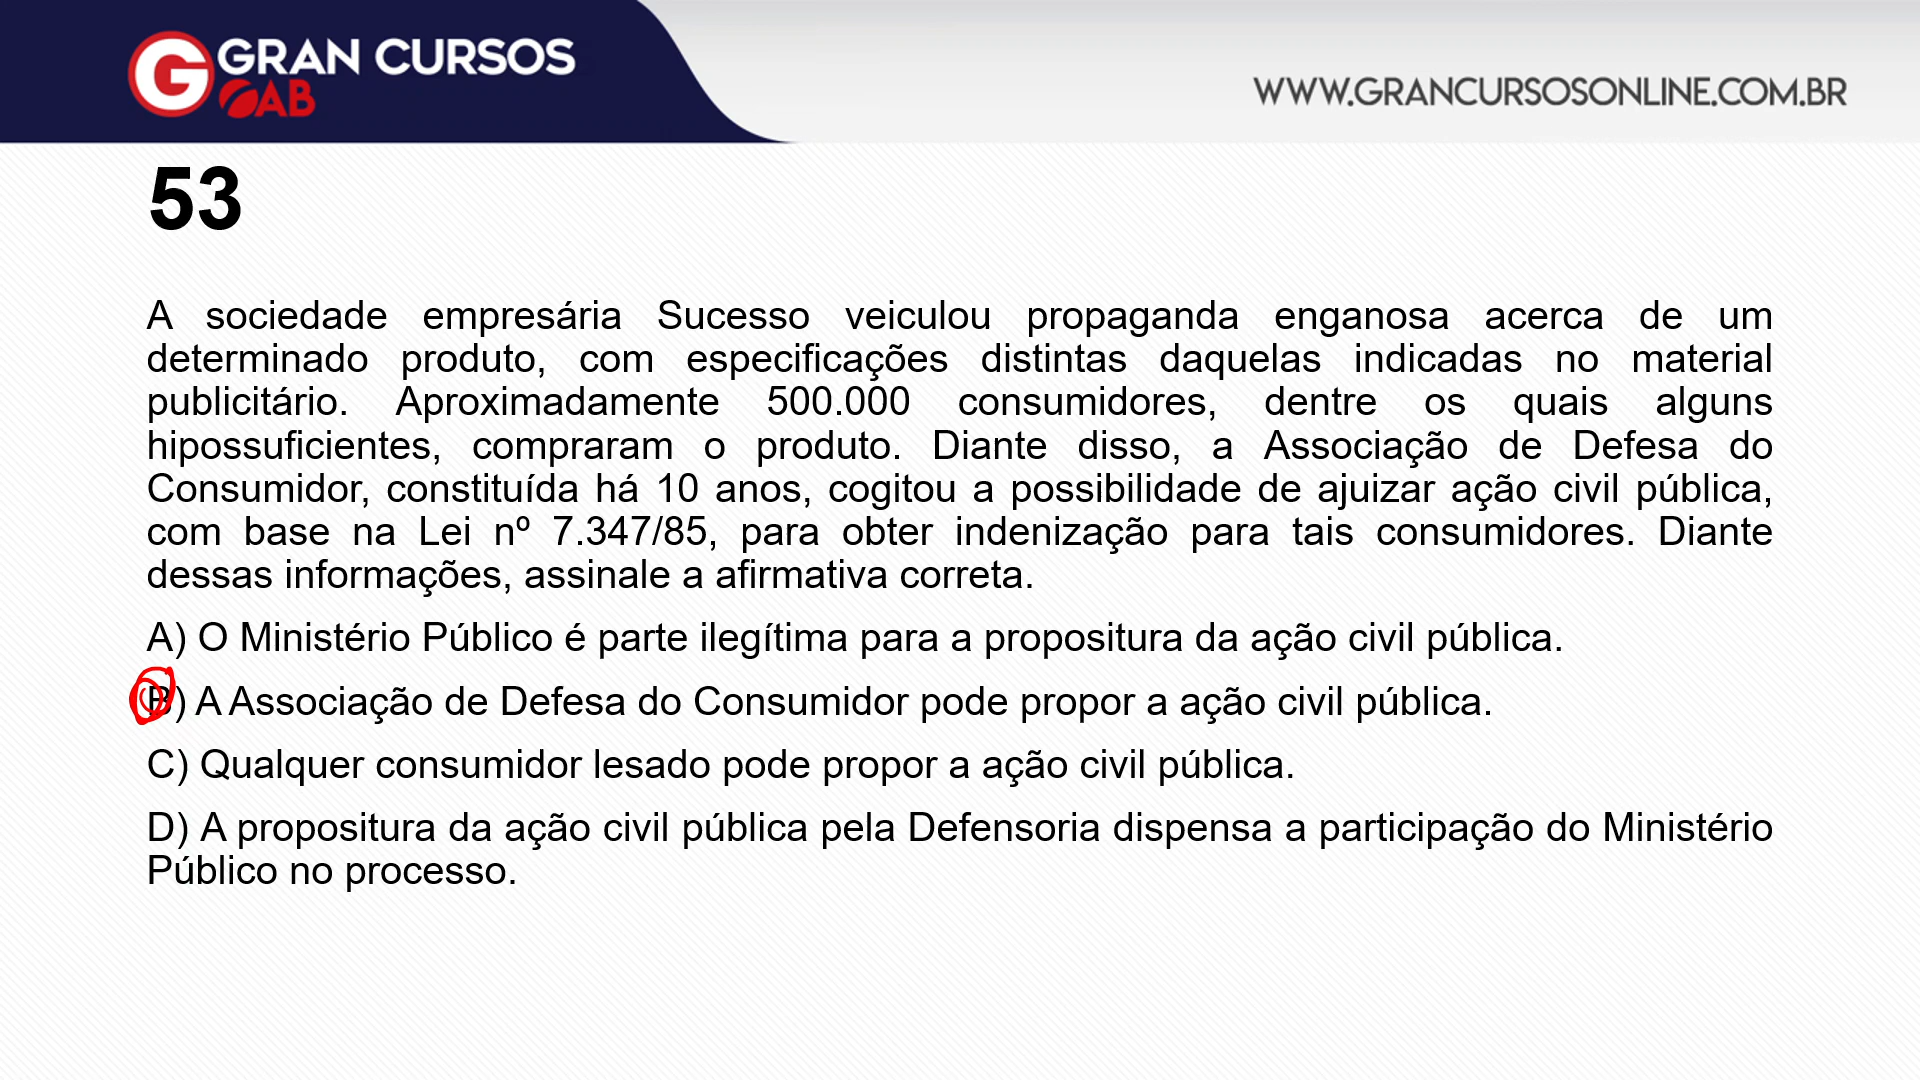 GRAN CURSOS
OAB
WWW.GRANCURSOSONLINE.COM.BR
53
A sociedade empresária Sucesso veiculou propaganda enganosa acerca de um
determinado produto, com especificações distintas daquelas indicadas no material
publicitário. Aproximadamente 500.000 consumidores, dentre os quais alguns
hipossuficientes, compraram o produto. Diante disso, a Associação de Defesa do
Consumidor, constituída há 10 anos, cogitou a possibilidade de ajuizar ação civil pública,
com base na Lei nº 7.347/85, para obter indenização para tais consumidores. Diante
dessas informações, assinale a afirmativa correta.
A) O Ministério Público é parte ilegítima para a propositura da ação civil pública.
B) A Associação de Defesa do Consumidor pode propor a ação civil pública.
C) Qualquer consumidor lesado pode propor a ação civil pública.
D) A propositura da ação civil pública pela Defensoria dispensa a participação do Ministério
Público no processo.